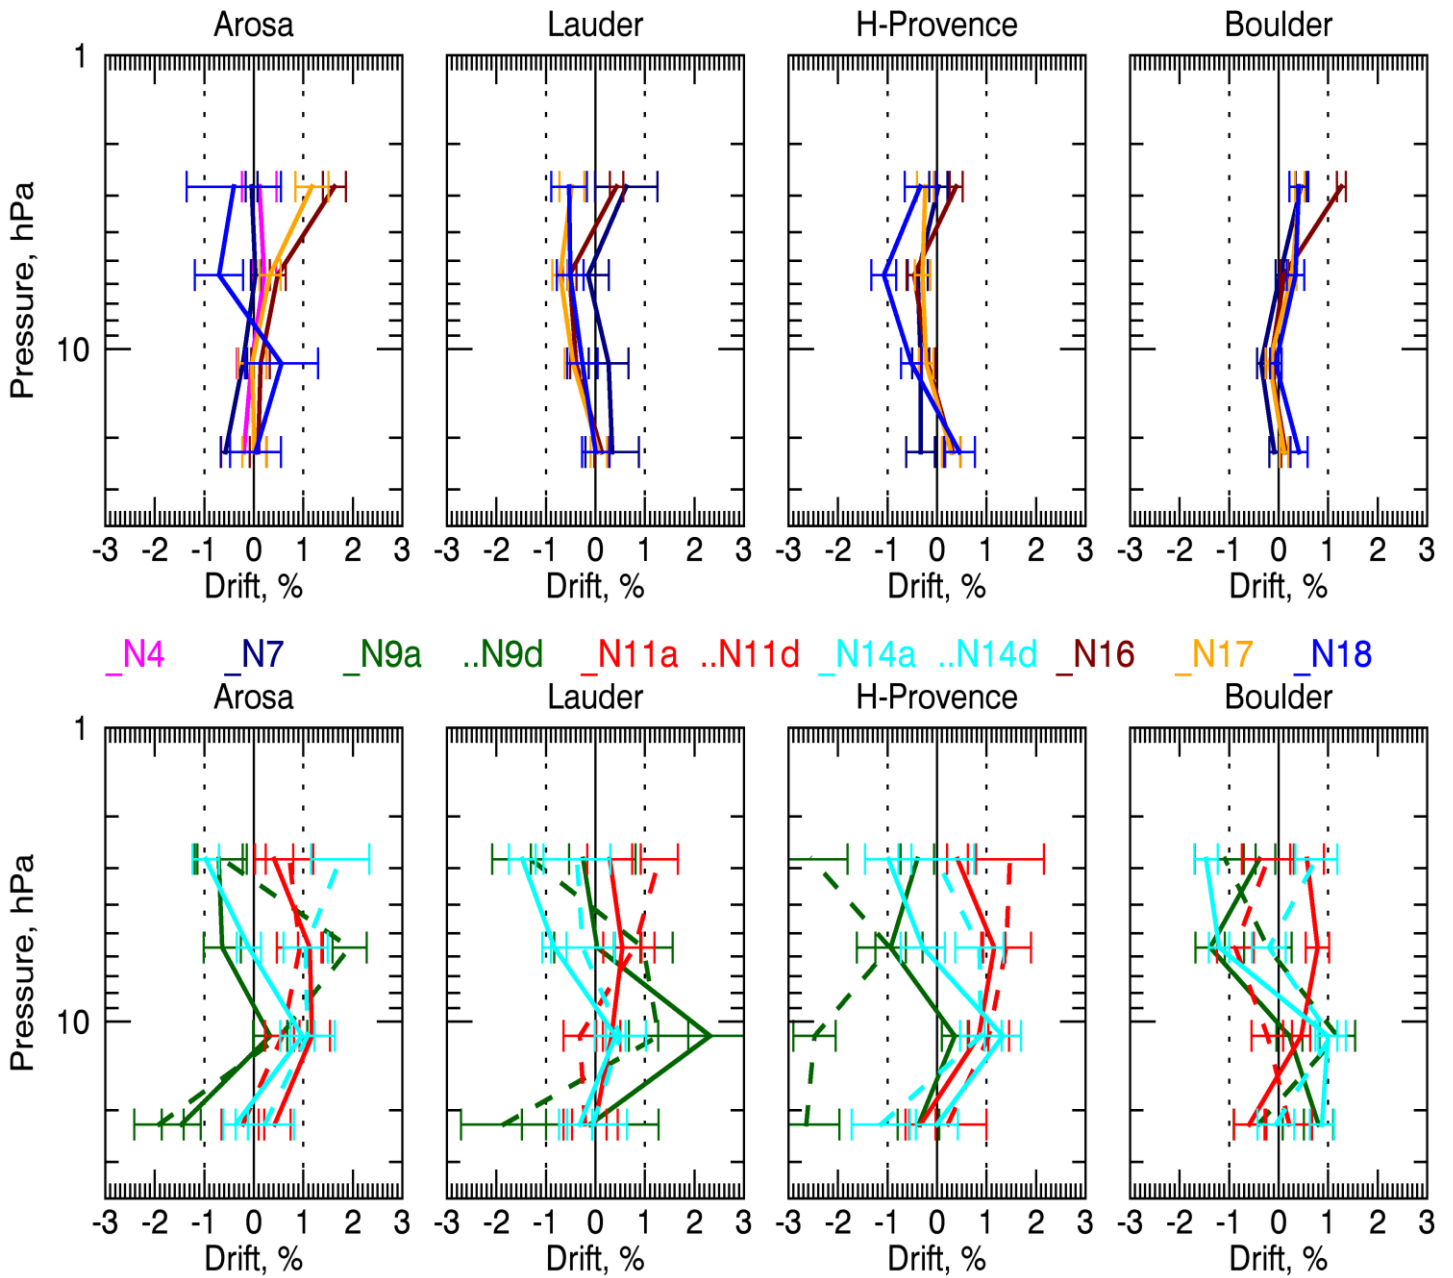 Arosa Lauder H-Provence Boulder
1
Pressure, hPa
10
-3 -2 -1 0 1 2 3 -3 -2 -1 0 1 2 3 -3 -2 -1 0 1 2 3 -3 -2 -1 0 1 2 3
Drift, % Drift, % Drift, % Drift, %
_N4 _N7 _N9a ..N9d _N11a ..N11d _N14a ..N14d _N16 _N17 _N18
Arosa Lauder H-Provence Boulder
1
Pressure, hPa
10
-3 -2 -1 0 1 2 3 -3 -2 -1 0 1 2 3 -3 -2 -1 0 1 2 3 -3 -2 -1 0 1 2 3
Drift, % Drift, % Drift, % Drift, %